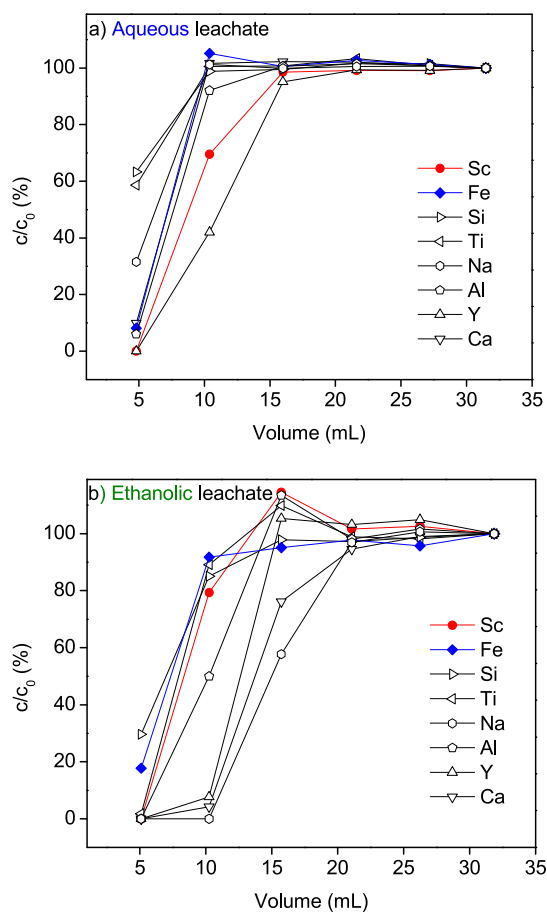 a) Aqueous leachate
c/c₀ (%)
100
80
60
40
20
0
Sc
Fe
Si
Ti
Na
Al
Y
Ca
5 10 15 20 25 30 35
Volume (mL)
b) Ethanolic leachate
c/c₀ (%)
100
80
60
40
20
0
Sc
Fe
Si
Ti
Na
Al
Y
Ca
5 10 15 20 25 30 35
Volume (mL)